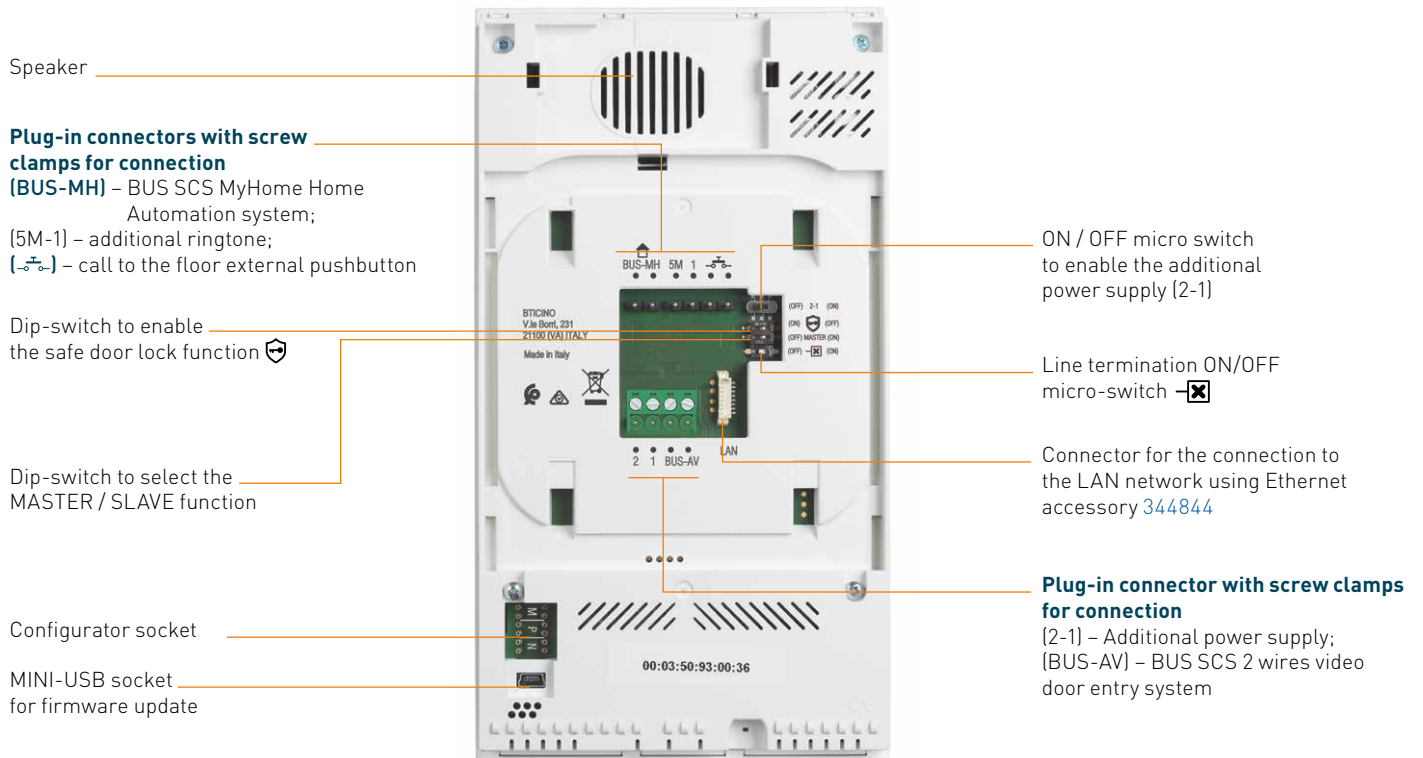 Speaker
Plug-in connectors with screw
clamps for connection
(BUS-MH) – BUS SCS MyHome Home
Automation system;
(5M-1) – additional ringtone;
( ) – call to the floor external pushbutton
Dip-switch to enable
the safe door lock function
Dip-switch to select the
MASTER / SLAVE function
Configurator socket
MINI-USB socket
for firmware update
BUS-MH 5M 1
BTICINO
V.le Borri, 231
21100 (VA) ITALY
Made in Italy
(OFF) 2-1 (ON)
(ON) (OFF)
(OFF) MASTER (ON)
(OFF) (ON)
2 1 BUS-AV LAN
M P N
00:03:50:93:00:36
CE
ON / OFF micro switch
to enable the additional
power supply (2-1)
Line termination ON/OFF
micro-switch
Connector for the connection to
the LAN network using Ethernet
accessory 344844
Plug-in connector with screw clamps
for connection
(2-1) – Additional power supply;
(BUS-AV) – BUS SCS 2 wires video
door entry system